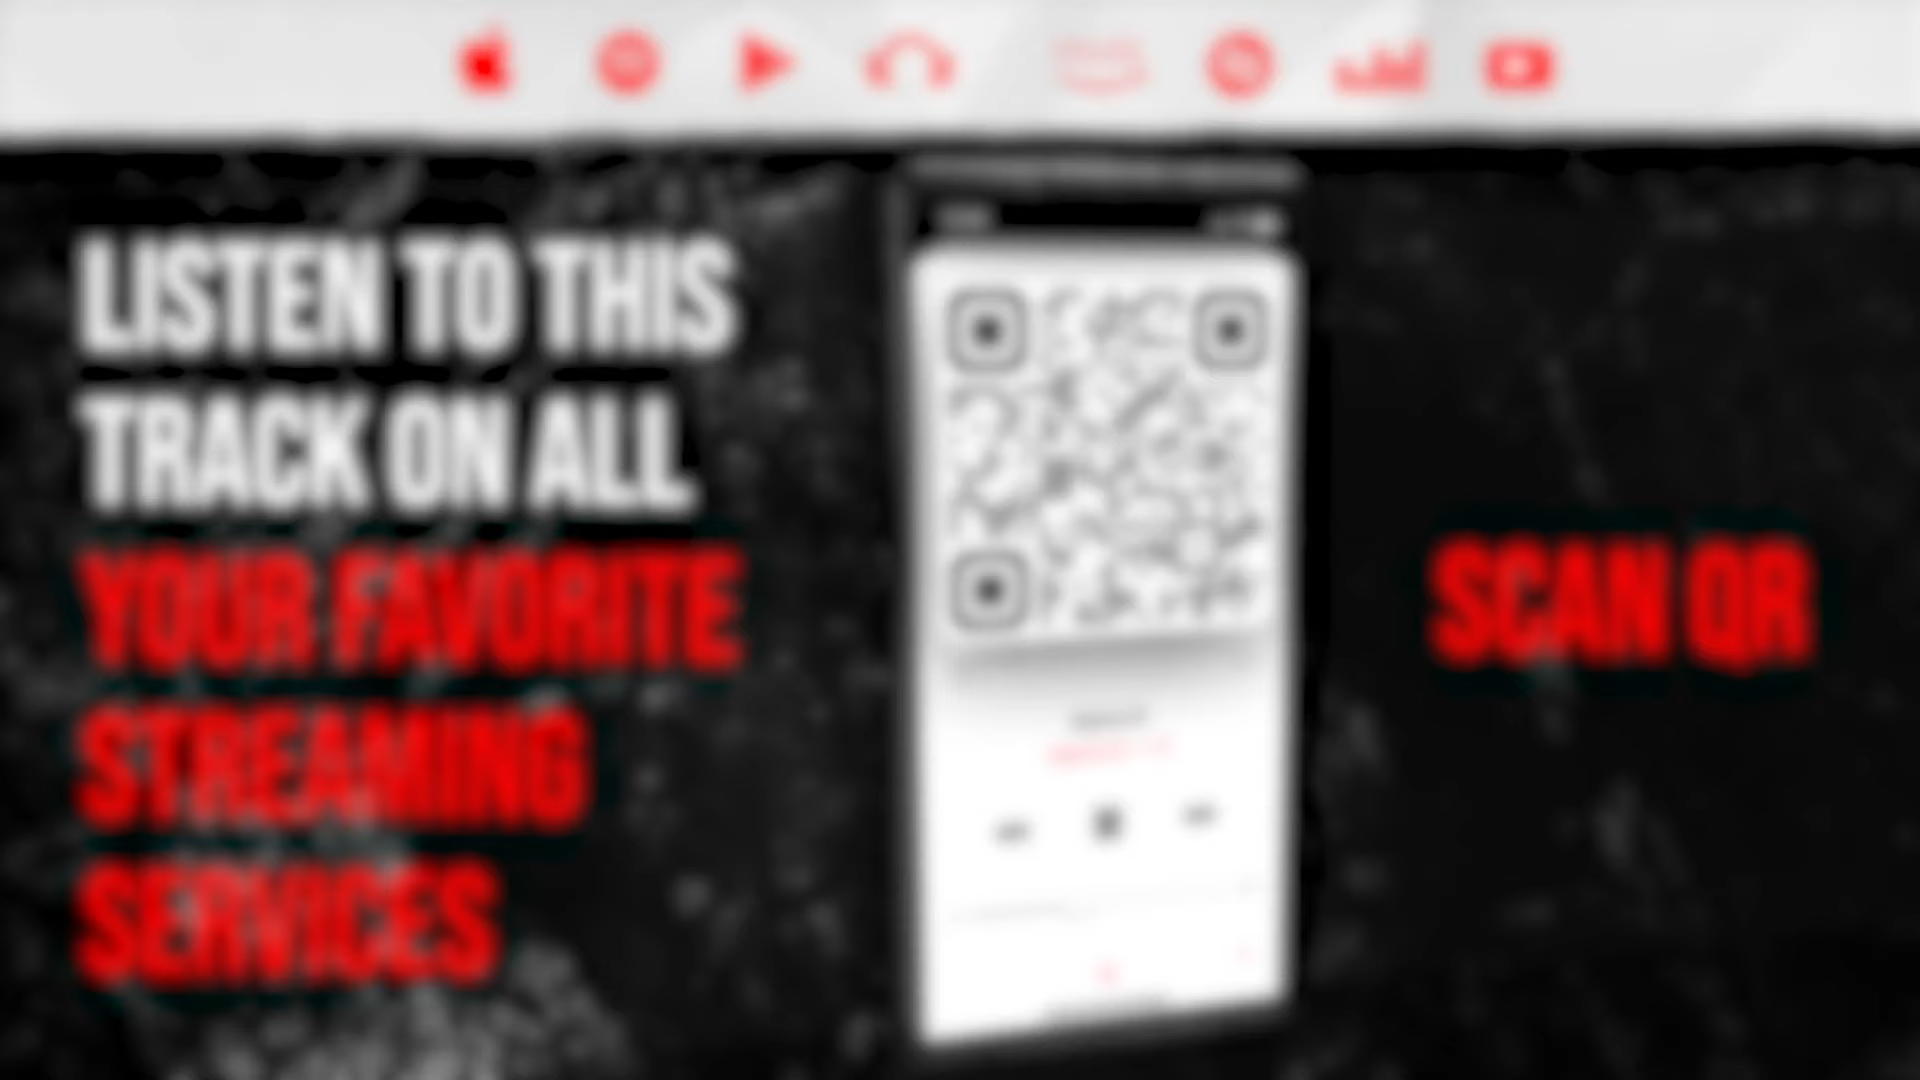 LISTEN TO THIS
TRACK ON ALL
YOUR FAVORITE
STREAMING
SERVICES
SCAN QR